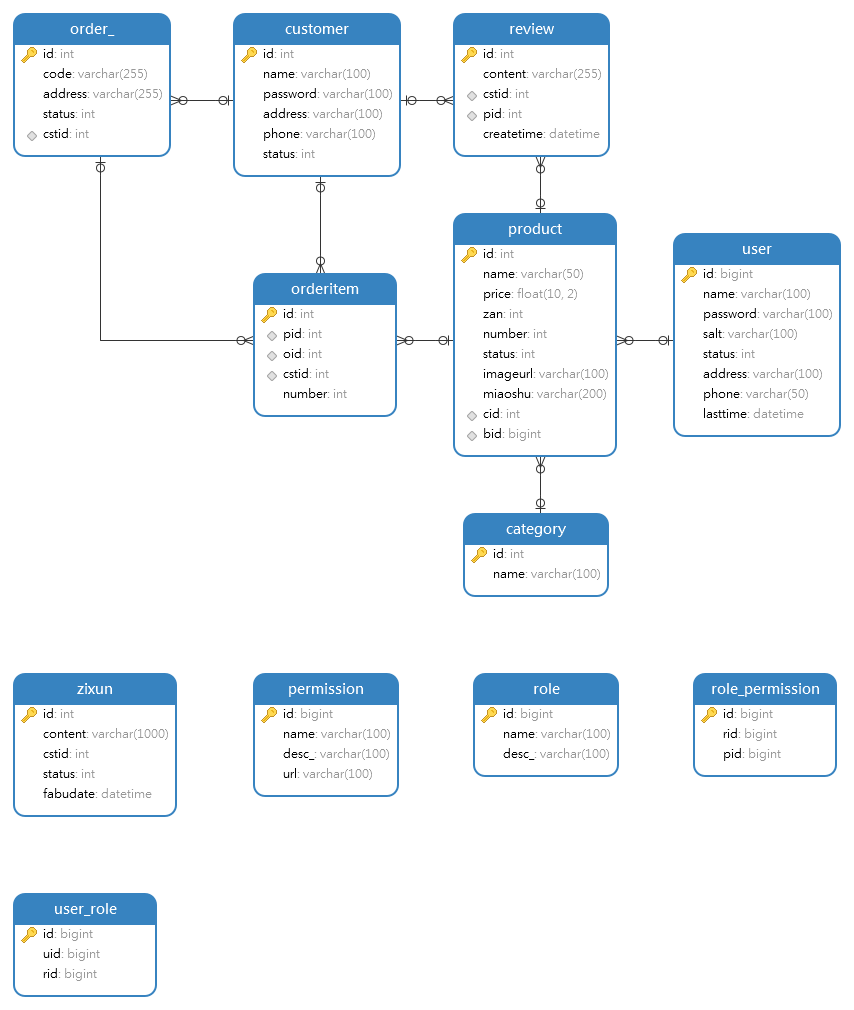 order_
id: int
code: varchar(255)
address: varchar(255)
status: int
cstid: int
customer
id: int
name: varchar(100)
password: varchar(100)
address: varchar(100)
phone: varchar(100)
status: int
review
id: int
content: varchar(255)
cstid: int
pid: int
createtime: datetime
orderitem
id: int
pid: int
oid: int
cstid: int
number: int
product
id: int
name: varchar(50)
price: float(10, 2)
zan: int
number: int
status: int
imageurl: varchar(100)
miaoshu: varchar(200)
cid: int
bid: bigint
user
id: bigint
name: varchar(100)
password: varchar(100)
salt: varchar(100)
status: int
address: varchar(100)
phone: varchar(50)
lasttime: datetime
category
id: int
name: varchar(100)
zixun
id: int
content: varchar(1000)
cstid: int
status: int
fabudate: datetime
permission
id: bigint
name: varchar(100)
desc_: varchar(100)
url: varchar(100)
role
id: bigint
name: varchar(100)
desc_: varchar(100)
role_permission
id: bigint
rid: bigint
pid: bigint
user_role
id: bigint
uid: bigint
rid: bigint